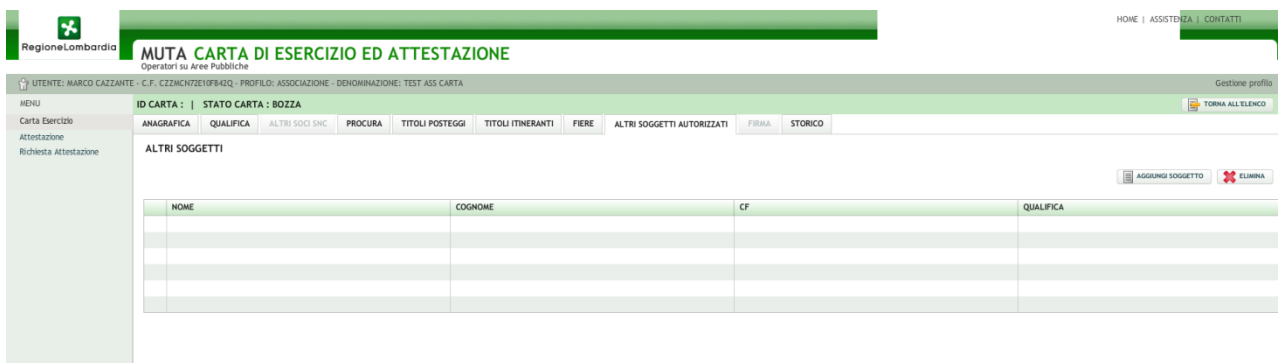 HOME | ASSISTENZA | CONTATTI
RegioneLombardia
MUTA CARTA DI ESERCIZIO ED ATTESTAZIONE
Operatori su Aree Pubbliche
UTENTE: MARCO CAZZANTE - C.F. CZZMCN72E10F842Q - PROFILO: ASSOCIAZIONE - DENOMINAZIONE: TEST ASS CARTA Gestione profilo
MENU
Carta Esercizio
Attestazione
Richiesta Attestazione
ID CARTA : | STATO CARTA : BOZZA TORNA ALL'ELENCO
ANAGRAFICA QUALIFICA ALTRI SOCI SNC PROCURA TITOLI POSTEGGI TITOLI ITINERANTI FIERE ALTRI SOGGETTI AUTORIZZATI FIRMA STORICO
ALTRI SOGGETTI
AGGIUNGI SOGGETTO ELIMINA
NOME COGNOME CF QUALIFICA